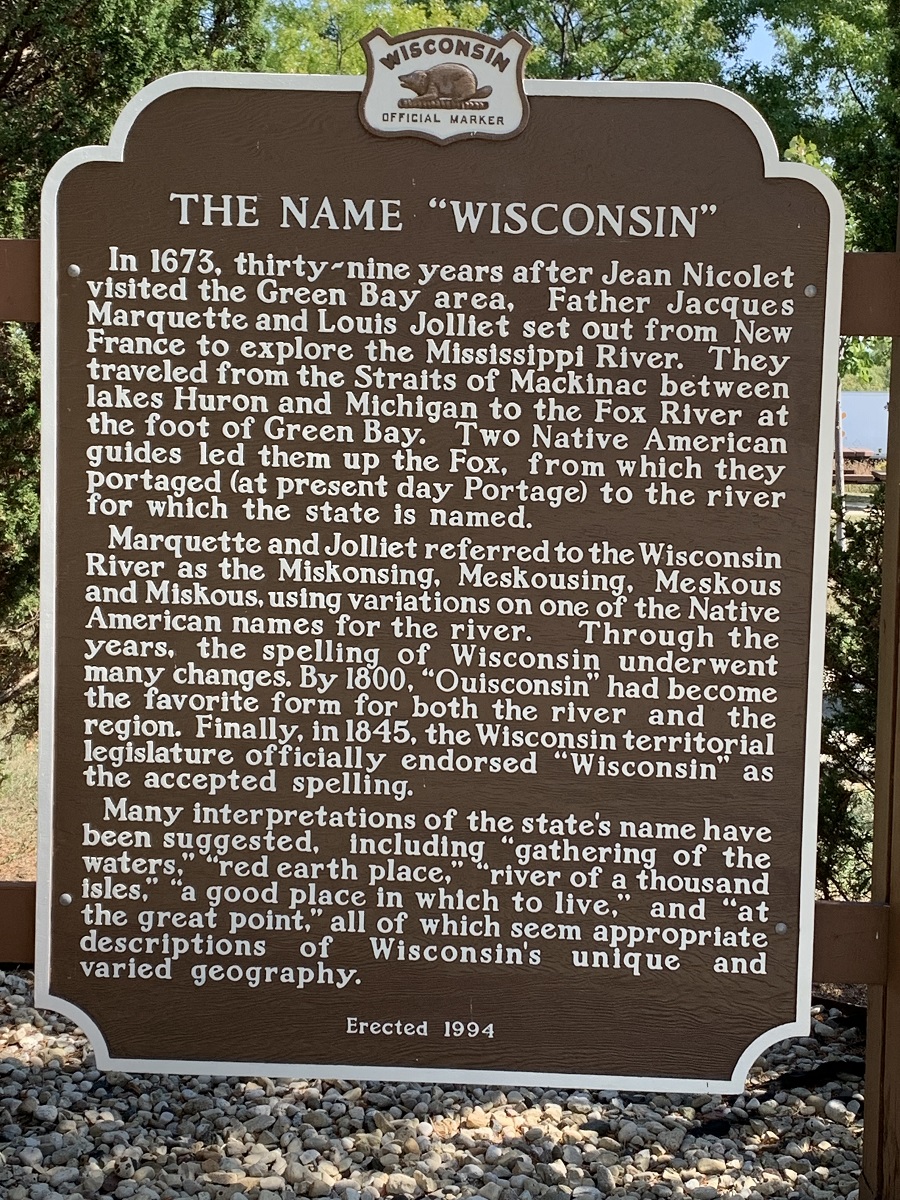 WISCONSIN
OFFICIAL MARKER
THE NAME “WISCONSIN”
In 1673, thirty-nine years after Jean Nicolet
visited the Green Bay area, Father Jacques
Marquette and Louis Jolliet set out from New
France to explore the Mississippi River. They
traveled from the Straits of Mackinac between
lakes Huron and Michigan to the Fox River at
the foot of Green Bay. Two Native American
guides led them up the Fox, from which they
portaged (at present day Portage) to the river
for which the state is named.
Marquette and Jolliet referred to the Wisconsin
River as the Miskonsing, Meskousing, Meskous
and Miskous, using variations on one of the Native
American names for the river. Through the
years, the spelling of Wisconsin underwent
many changes. By 1800, “Ouisconsin” had become
the favorite form for both the river and the
region. Finally, in 1845, the Wisconsin territorial
legislature officially endorsed “Wisconsin” as
the accepted spelling.
Many interpretations of the state's name have
been suggested, including “gathering of the
waters,” “red earth place,” “river of a thousand
isles,” “a good place in which to live,” and “at
the great point,” all of which seem appropriate
descriptions of Wisconsin's unique and
varied geography.
Erected 1994